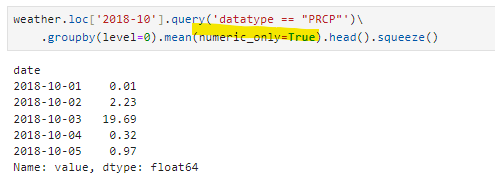 weather.loc['2018-10'].query('datatype == "PRCP"')\
.groupby(level=0).mean(numeric_only=True).head().squeeze()
date
2018-10-01 0.01
2018-10-02 2.23
2018-10-03 19.69
2018-10-04 0.32
2018-10-05 0.97
Name: value, dtype: float64